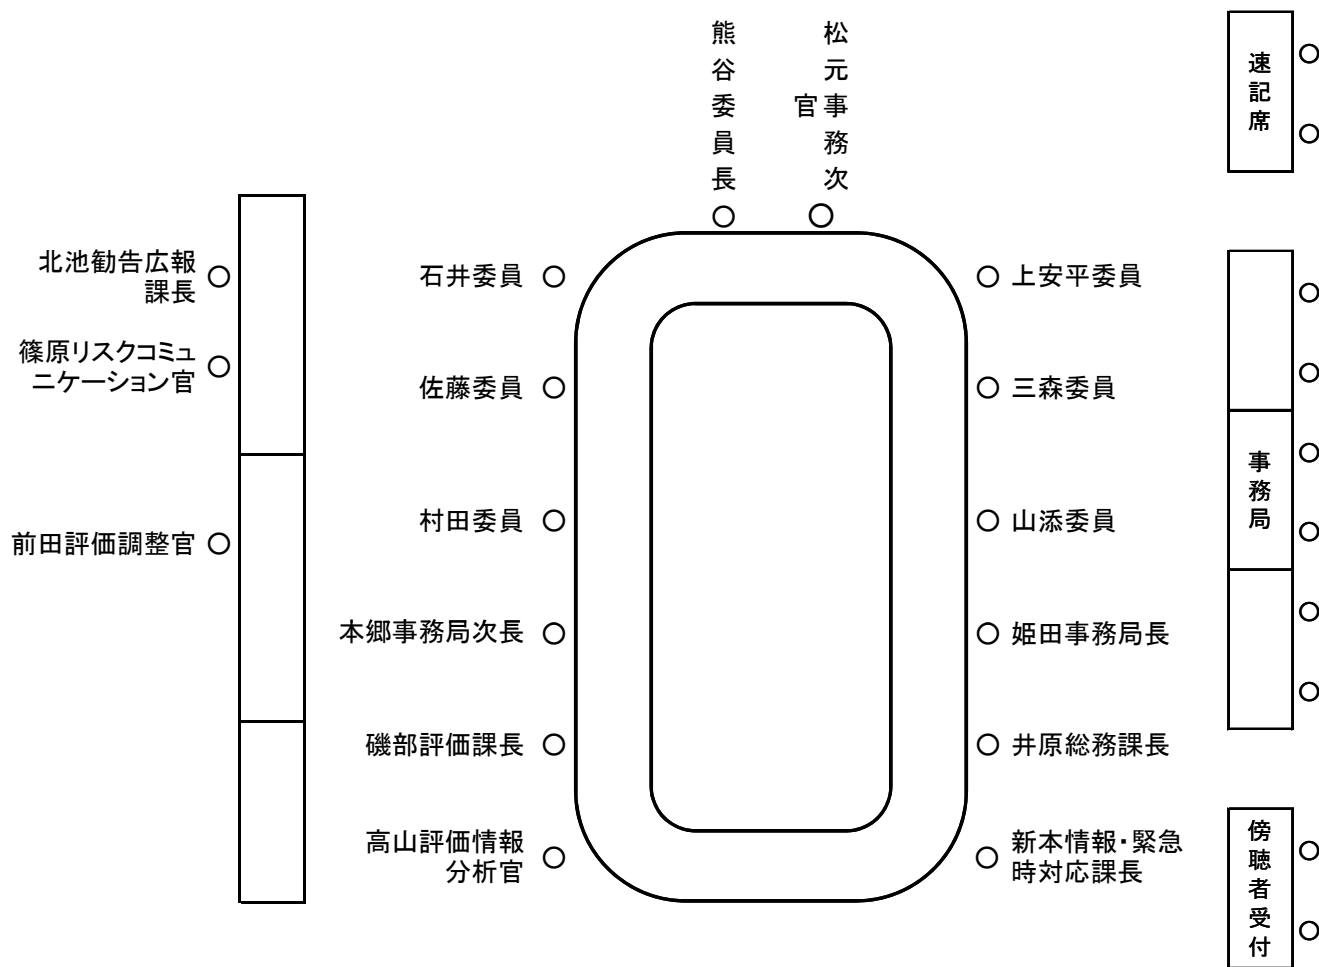 熊谷委員長
松元事務次
官
速記席
北池勧告広報
課長
石井委員
上安平委員
篠原リスクコミュ
ニケーション官
佐藤委員
三森委員
事務局
前田評価調整官
村田委員
山添委員
本郷事務局次長
姫田事務局長
磯部評価課長
井原総務課長
高山評価情報
分析官
新本情報・緊急
時対応課長
傍聴者受付